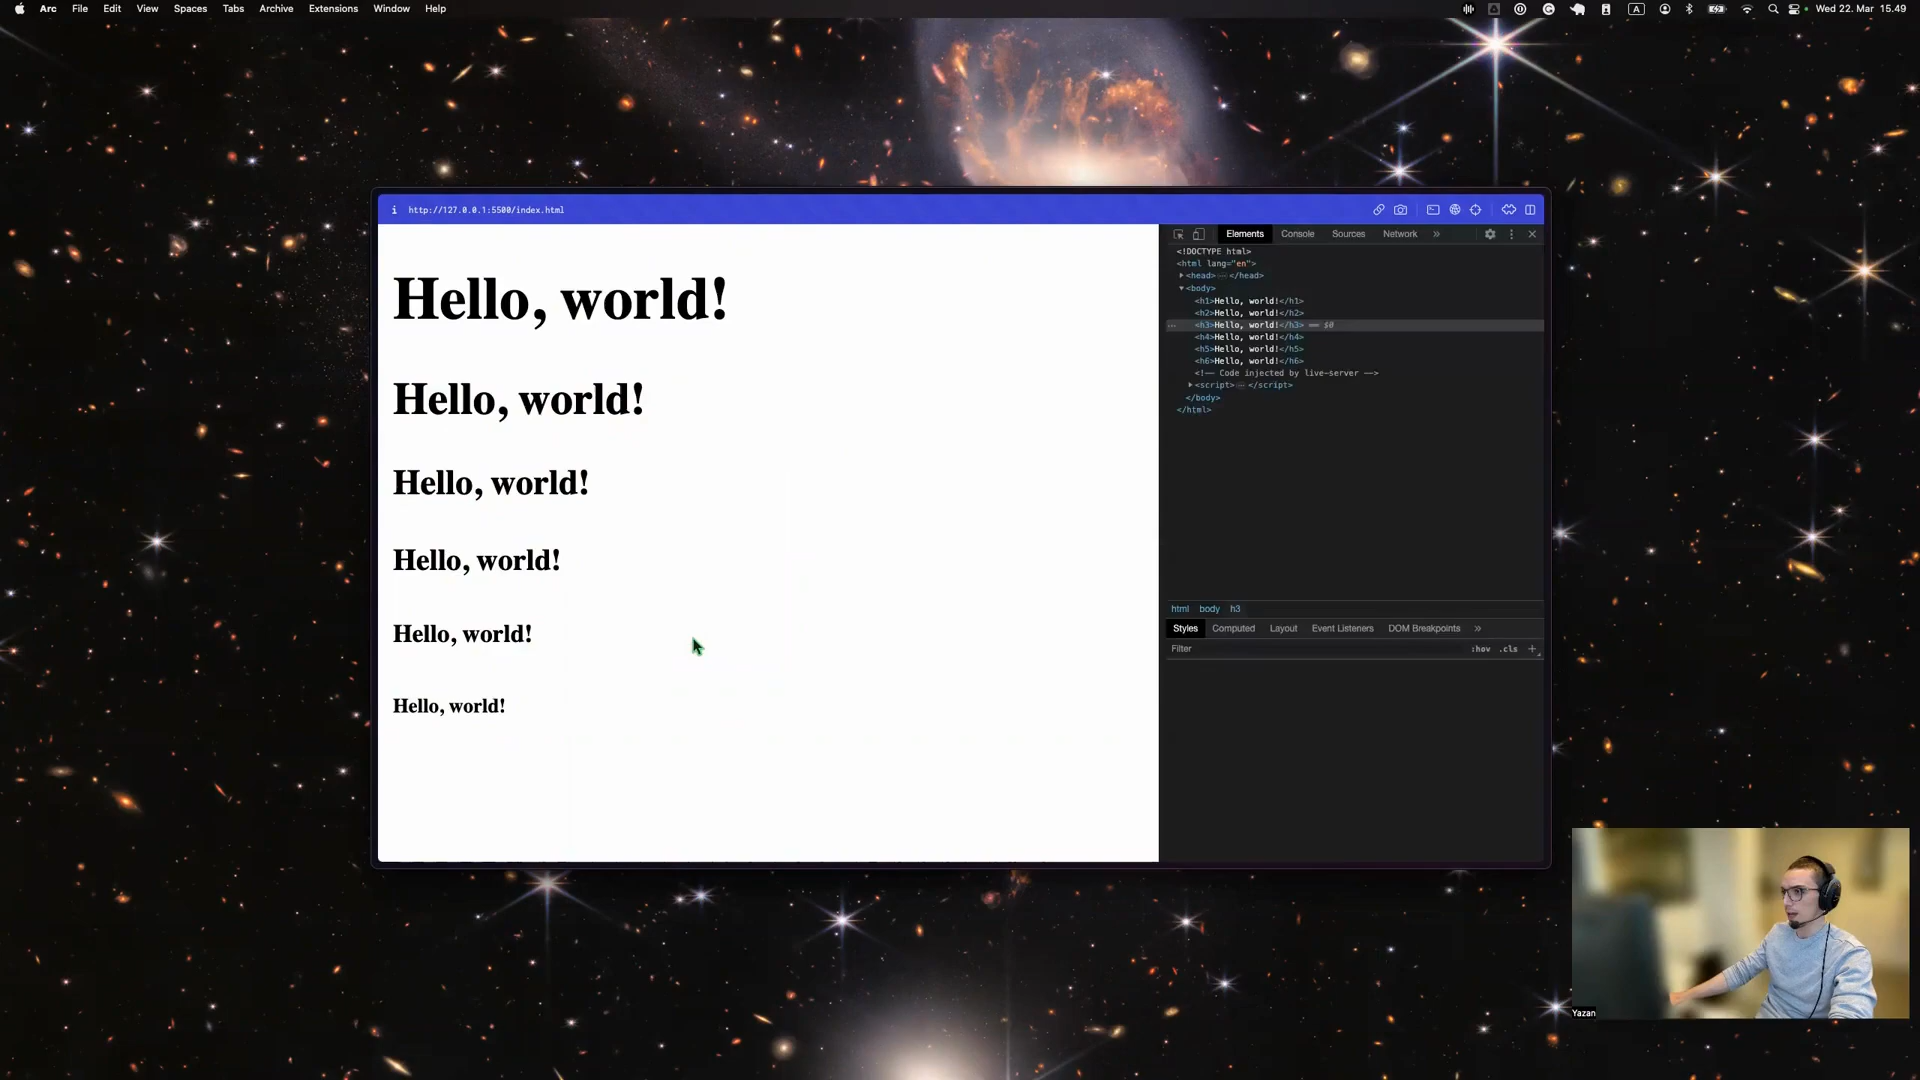 Arc File Edit View Spaces Tabs Archive Extensions Window Help
A Wed 22. Mar 15.49
i http://127.0.0.1:5500/index.html
Hello, world!
Hello, world!
Hello, world!
Hello, world!
Hello, world!
Hello, world!
Elements Console Sources Network »
<!DOCTYPE html>
<html lang="en">
<head> … </head>
<body>
<h1>Hello, world!</h1>
<h2>Hello, world!</h2>
… <h3>Hello, world!</h3> == $0
<h4>Hello, world!</h4>
<h5>Hello, world!</h5>
<h6>Hello, world!</h6>
<!-- Code injected by live-server -->
<script> … </script>
</body>
</html>
html body h3
Styles Computed Layout Event Listeners DOM Breakpoints »
Filter :hov .cls +
Yazan